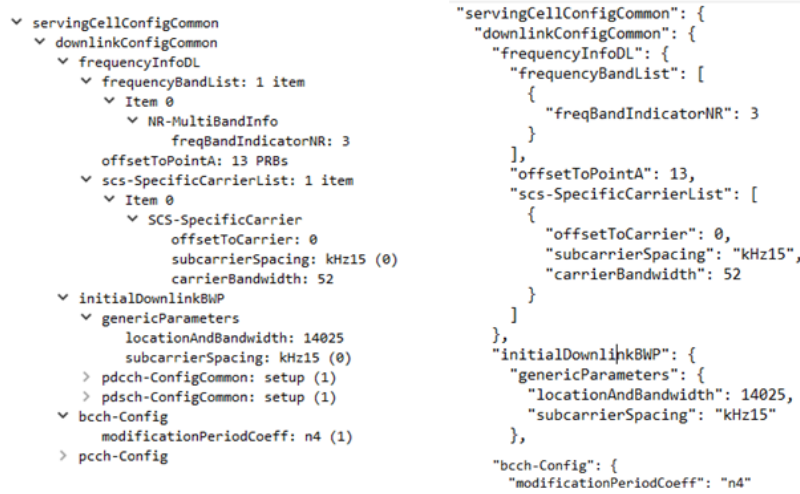 servingCellConfigCommon
downlinkConfigCommon
frequencyInfoDL
frequencyBandList: 1 item
Item 0
NR-MultiBandInfo
freqBandIndicatorNR: 3
offsetToPointA: 13 PRBs
scs-SpecificCarrierList: 1 item
Item 0
SCS-SpecificCarrier
offsetToCarrier: 0
subcarrierSpacing: kHz15 (0)
carrierBandwidth: 52
initialDownlinkBWP
genericParameters
locationAndBandwidth: 14025
subcarrierSpacing: kHz15 (0)
pdcch-ConfigCommon: setup (1)
pdsch-ConfigCommon: setup (1)
bcch-Config
modificationPeriodCoeff: n4 (1)
pcch-Config
"servingCellConfigCommon": {
"downlinkConfigCommon": {
"frequencyInfoDL": {
"frequencyBandList": [
{
"freqBandIndicatorNR": 3
}
],
"offsetToPointA": 13,
"scs-SpecificCarrierList": [
{
"offsetToCarrier": 0,
"subcarrierSpacing": "kHz15",
"carrierBandwidth": 52
}
]
},
"initialDownlinkBWP": {
"genericParameters": {
"locationAndBandwidth": 14025,
"subcarrierSpacing": "kHz15"
},
"bcch-Config": {
"modificationPeriodCoeff": "n4"